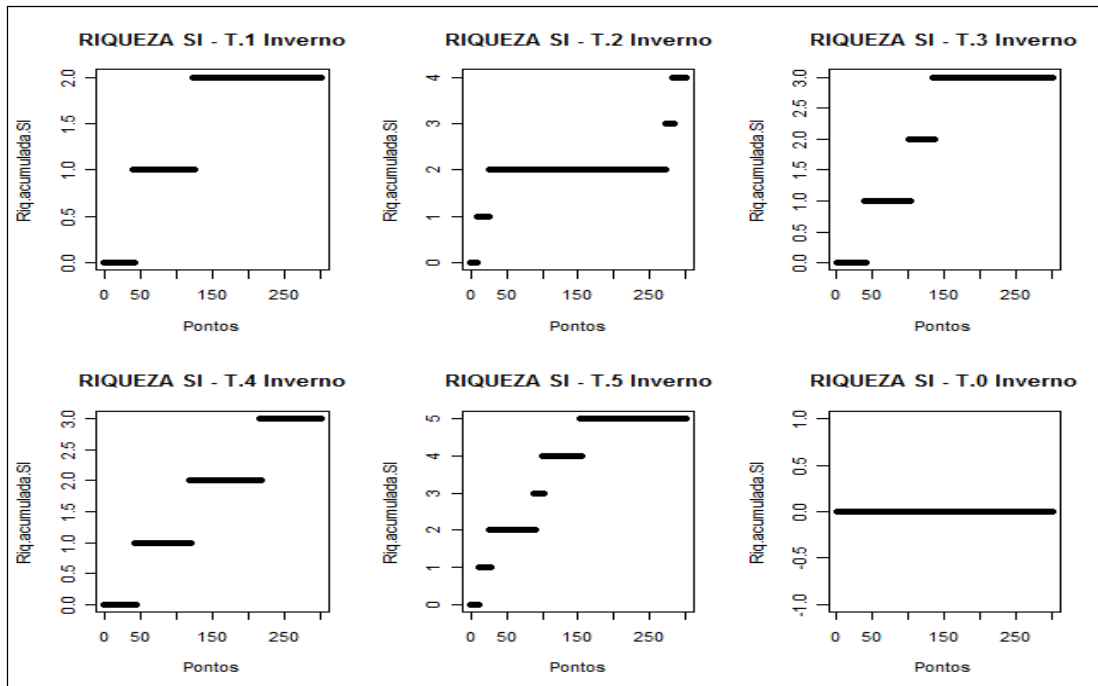 RIQUEZA SI - T.1 Inverno
Riq.acumulada.SI
0.0 0.5 1.0 1.5 2.0
0 50 150 250
Pontos
RIQUEZA SI - T.2 Inverno
Riq.acumulada.SI
0 1 2 3 4
0 50 150 250
Pontos
RIQUEZA SI - T.3 Inverno
Riq.acumulada.SI
0.0 0.5 1.0 1.5 2.0 2.5 3.0
0 50 150 250
Pontos
RIQUEZA SI - T.4 Inverno
Riq.acumulada.SI
0.0 0.5 1.0 1.5 2.0 2.5 3.0
0 50 150 250
Pontos
RIQUEZA SI - T.5 Inverno
Riq.acumulada.SI
0 1 2 3 4 5
0 50 150 250
Pontos
RIQUEZA SI - T.0 Inverno
Riq.acumulada.SI
-1.0 -0.5 0.0 0.5 1.0
0 50 150 250
Pontos